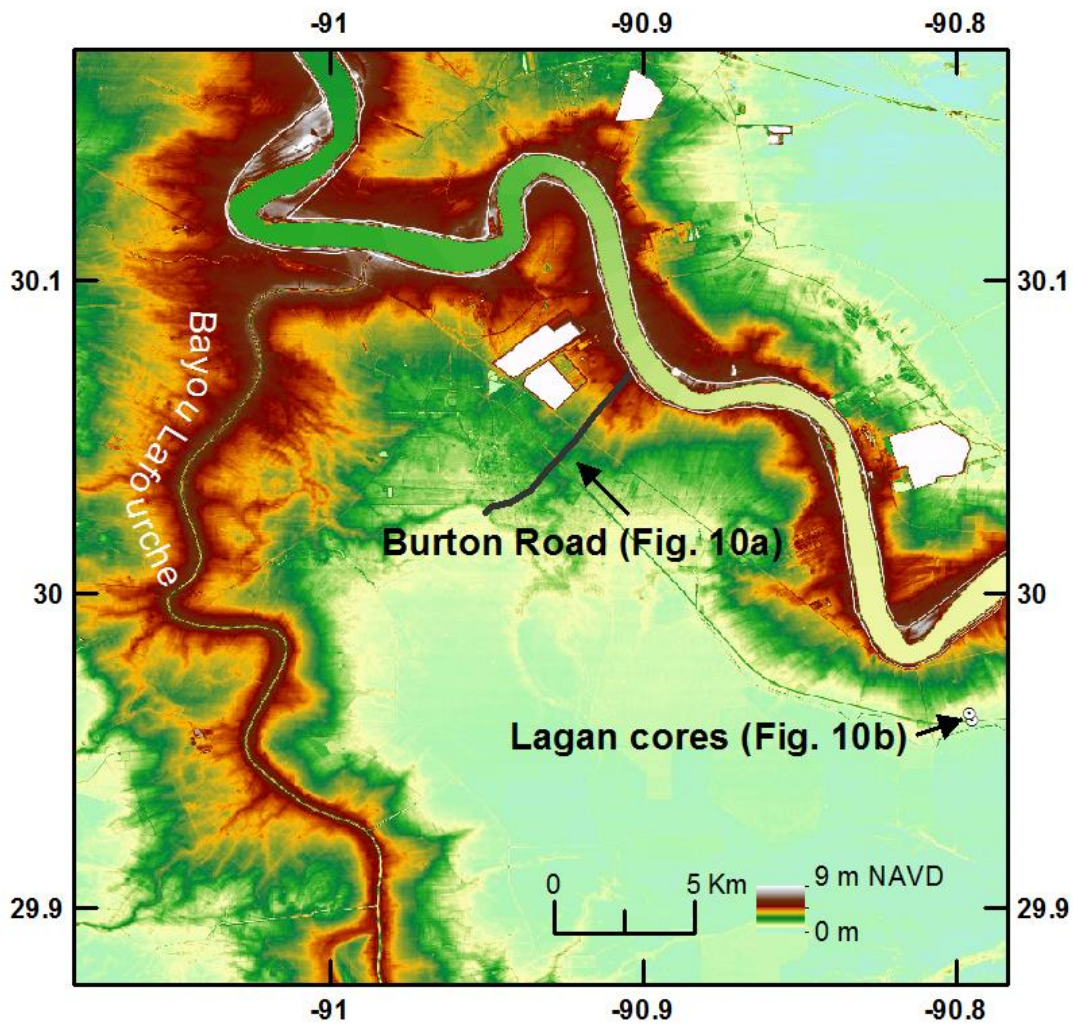 -91
-90.9
-90.8
30.1
30.1
Bayou Lafourche
Burton Road (Fig. 10a)
30
30
Lagan cores (Fig. 10b)
0
5 Km
9 m NAVD
0 m
29.9
29.9
-91
-90.9
-90.8